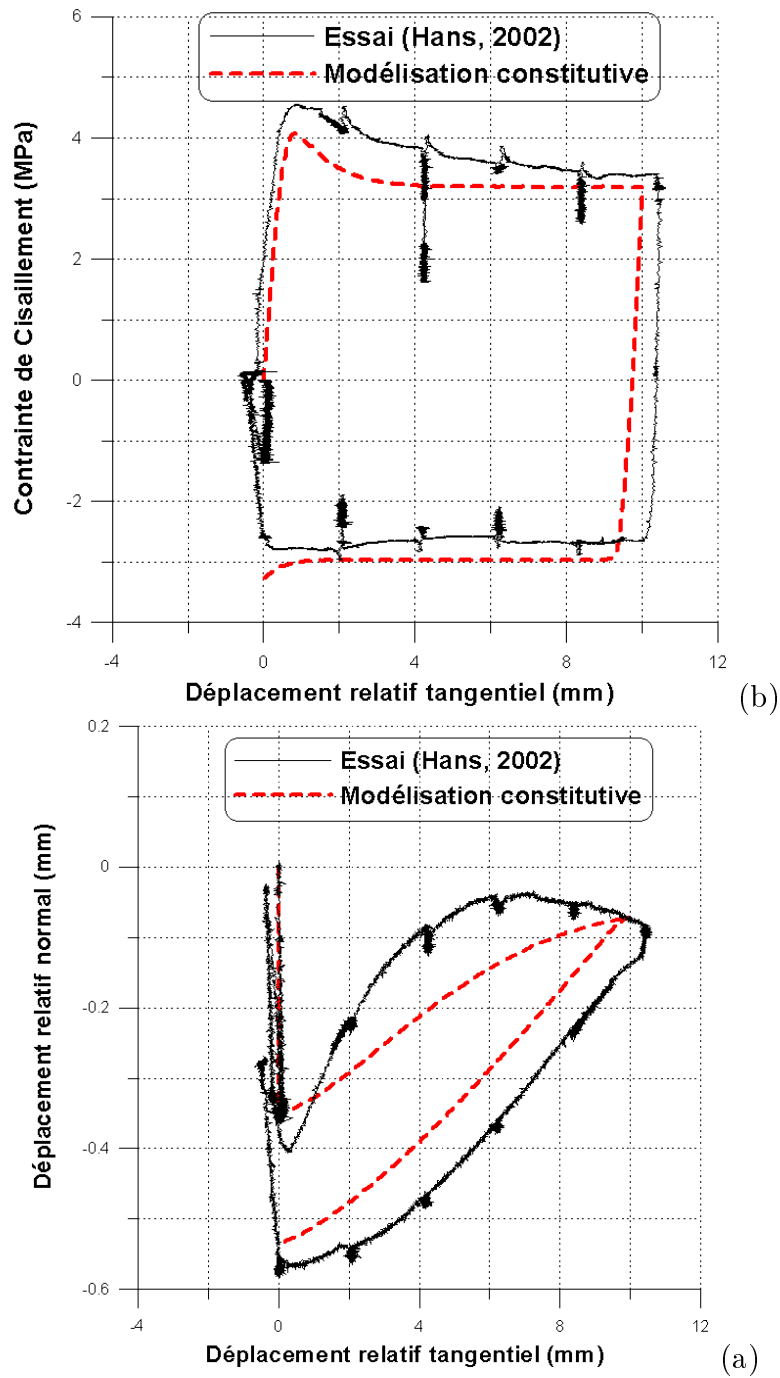 6
4
2
0
-2
-4
Contrainte de Cisaillement (MPa)
Essai (Hans, 2002)
Modélisation constitutive
-4
0
4
8
12
Déplacement relatif tangentiel (mm)
(b)
0.2
0
-0.2
-0.4
-0.6
Déplacement relatif normal (mm)
Essai (Hans, 2002)
Modélisation constitutive
-4
0
4
8
12
Déplacement relatif tangentiel (mm)
(a)